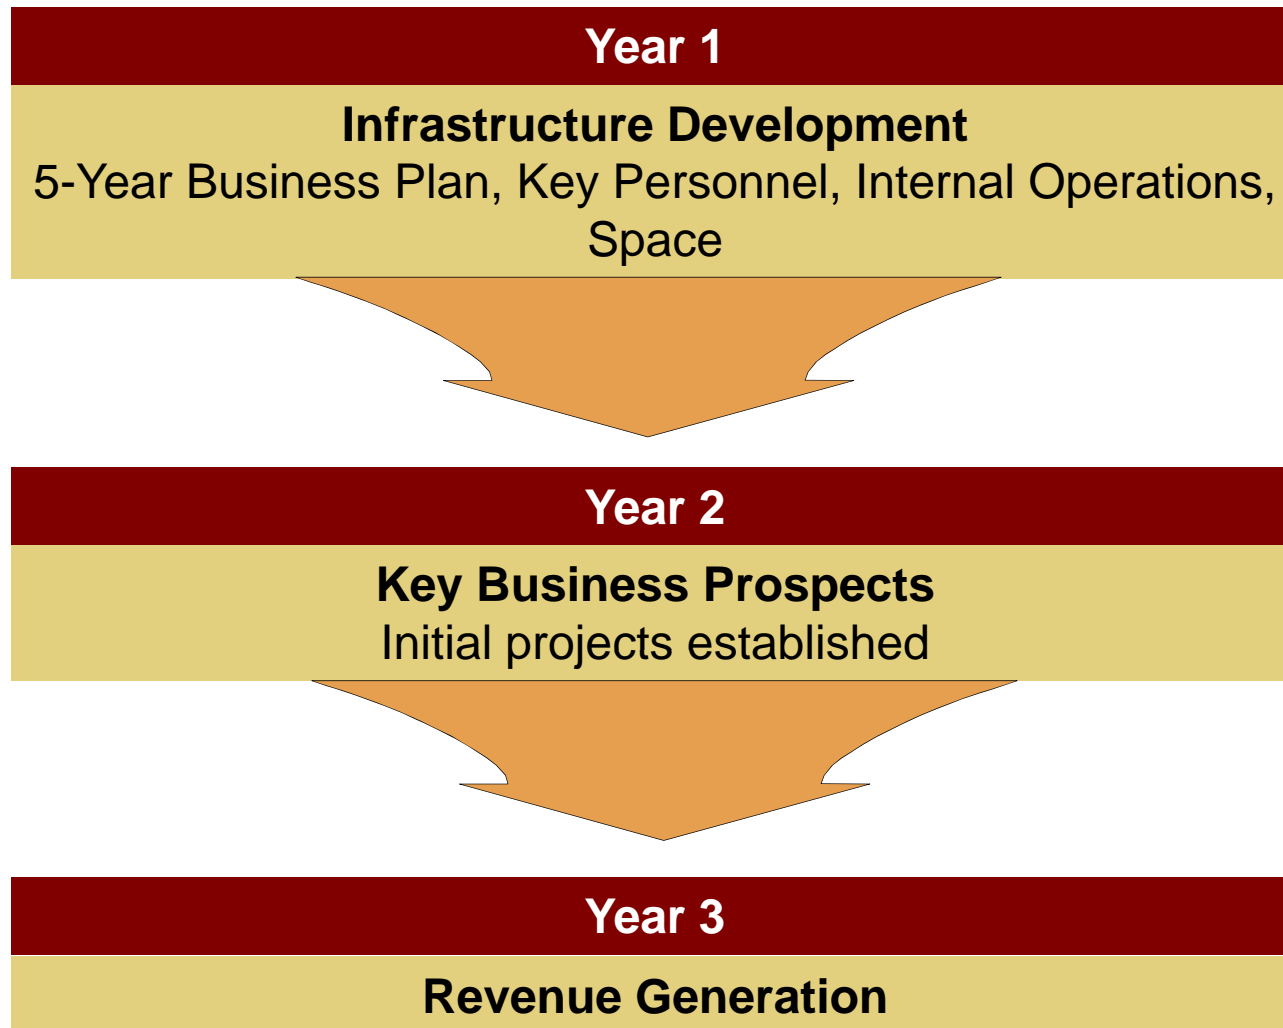 Year 1
Infrastructure Development
5-Year Business Plan, Key Personnel, Internal Operations,
Space
Year 2
Key Business Prospects
Initial projects established
Year 3
Revenue Generation